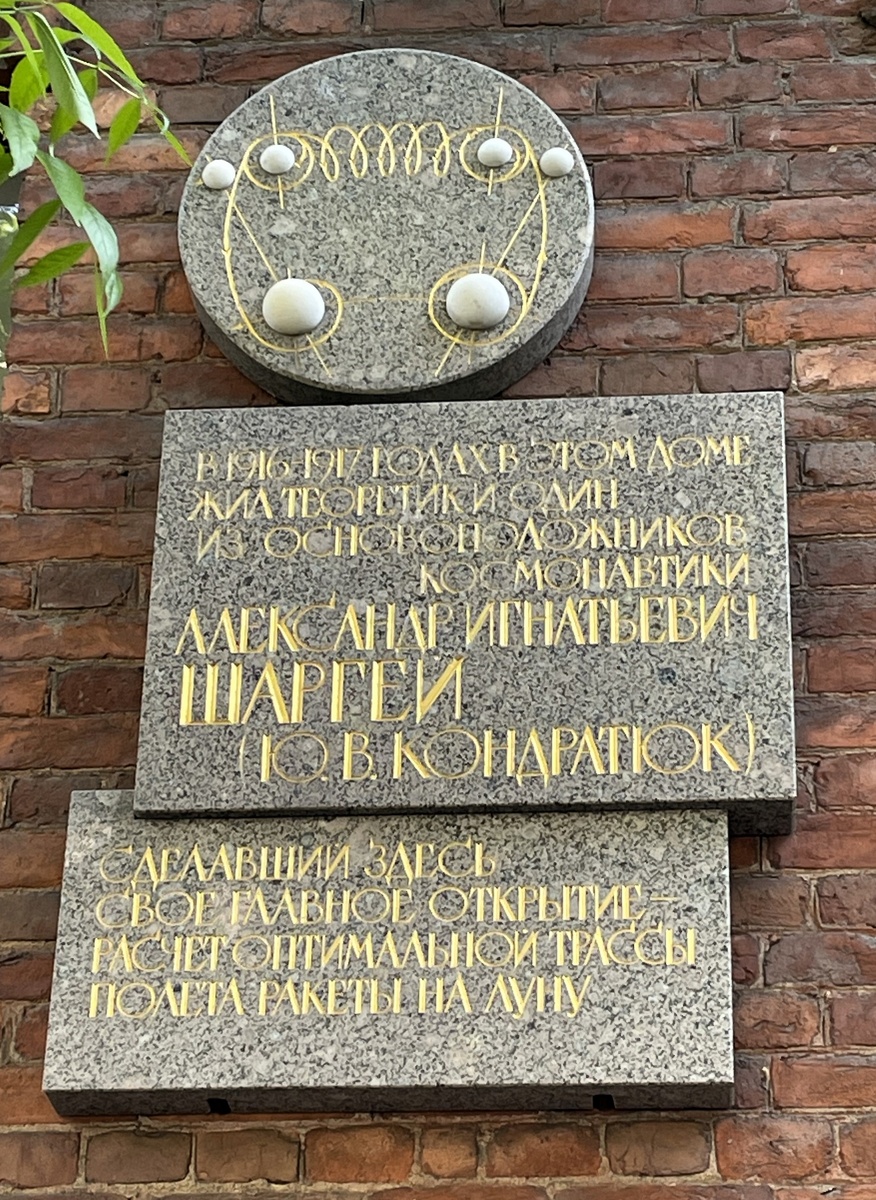 В 1916-1917 ГОДАХ В ЭТОМ ДОМЕ
ЖИЛ ТЕОРЕТИК И ОДИН
ИЗ ОСНОВОПОЛОЖНИКОВ
КОСМОНАВТИКИ
АЛЕКСАНДР ИГНАТЬЕВИЧ
ШАРГЕЙ
(Ю. В. КОНДРАТЮК)
СДЕЛАВШИЙ ЗДЕСЬ
СВОЕ ГЛАВНОЕ ОТКРЫТИЕ –
РАСЧЕТ ОПТИМАЛЬНОЙ ТРАССЫ
ПОЛЕТА РАКЕТЫ НА ЛУНУ